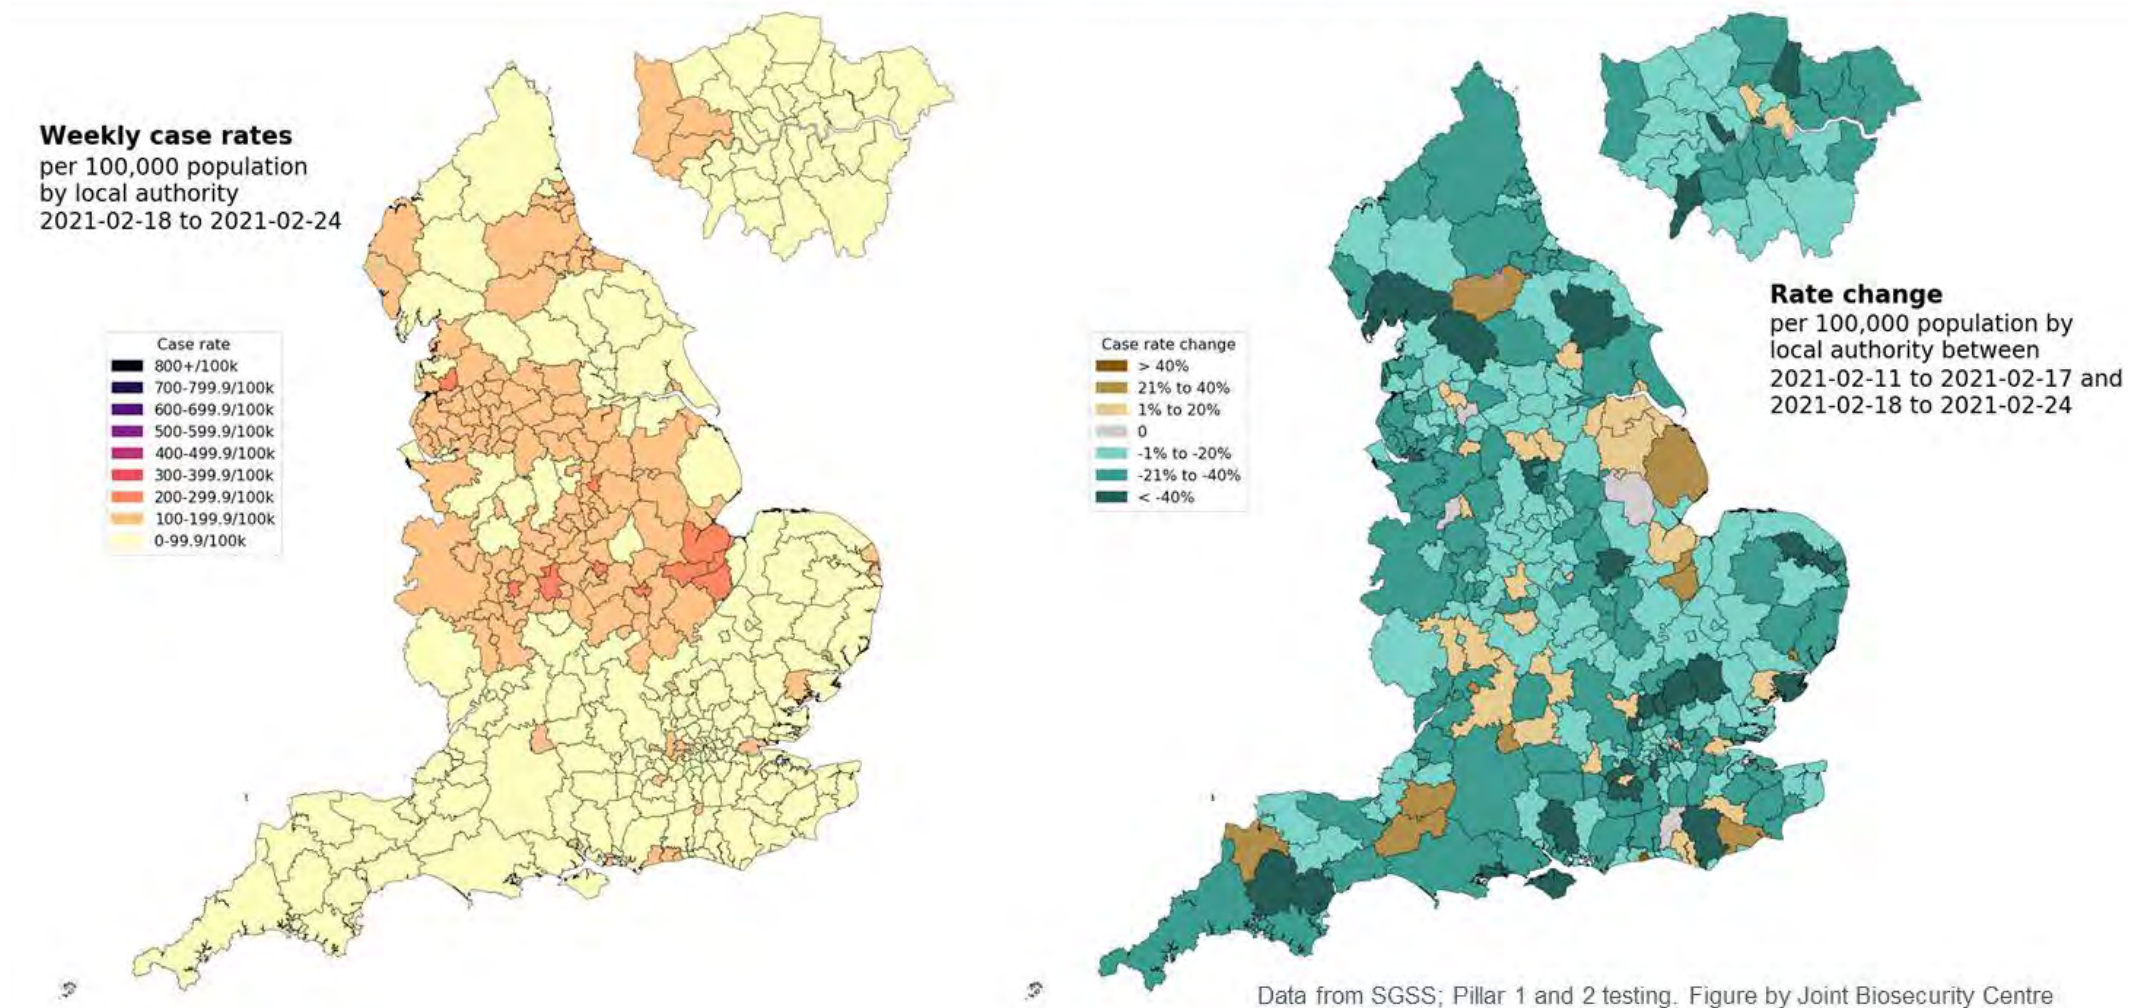 Weekly case rates
per 100,000 population
by local authority
2021-02-18 to 2021-02-24
Case rate
800+/100k
700-799.9/100k
600-699.9/100k
500-599.9/100k
400-499.9/100k
300-399.9/100k
200-299.9/100k
100-199.9/100k
0-99.9/100k
Rate change
per 100,000 population by
local authority between
2021-02-11 to 2021-02-17 and
2021-02-18 to 2021-02-24
Case rate change
> 40%
21% to 40%
1% to 20%
0
-1% to -20%
-21% to -40%
< -40%
Data from SGSS; Pillar 1 and 2 testing. Figure by Joint Biosecurity Centre